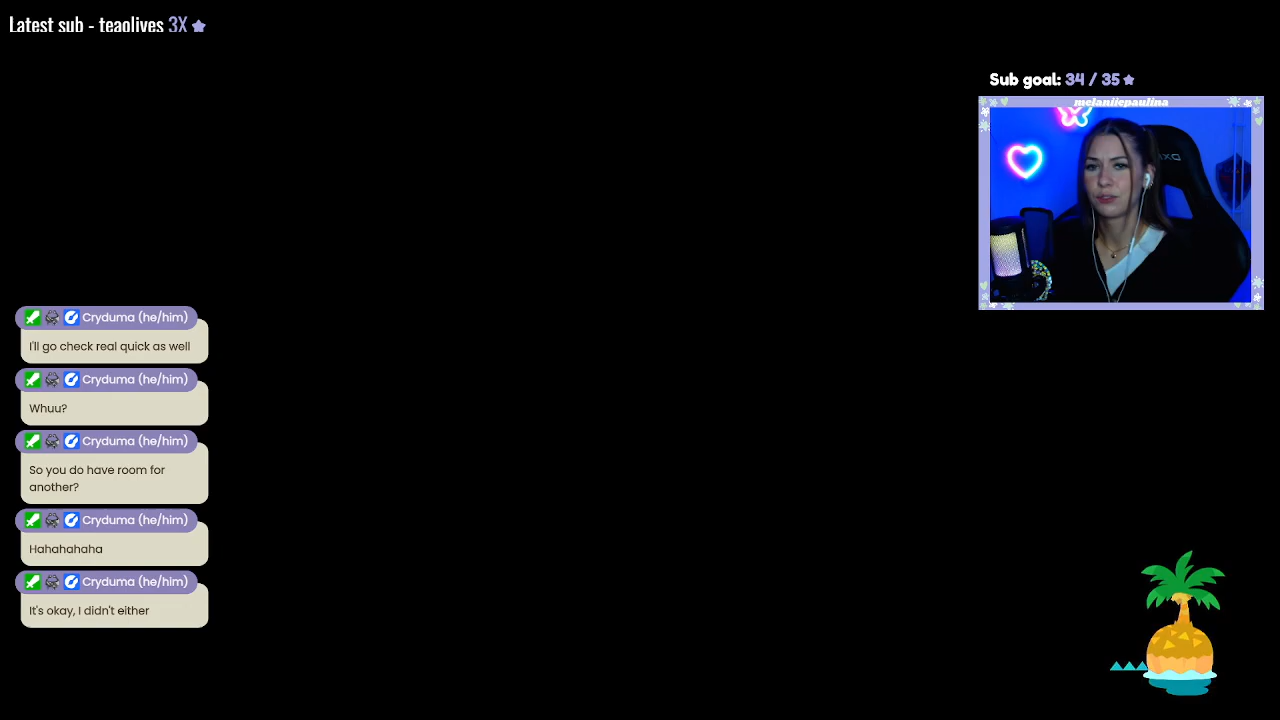 Latest sub - teaolives 3X
Sub goal: 34 / 35
melaniiepaulina
Cryduma (he/him)
I'll go check real quick as well
Cryduma (he/him)
Whuu?
Cryduma (he/him)
So you do have room for
another?
Cryduma (he/him)
Hahahahaha
Cryduma (he/him)
It's okay, I didn't either